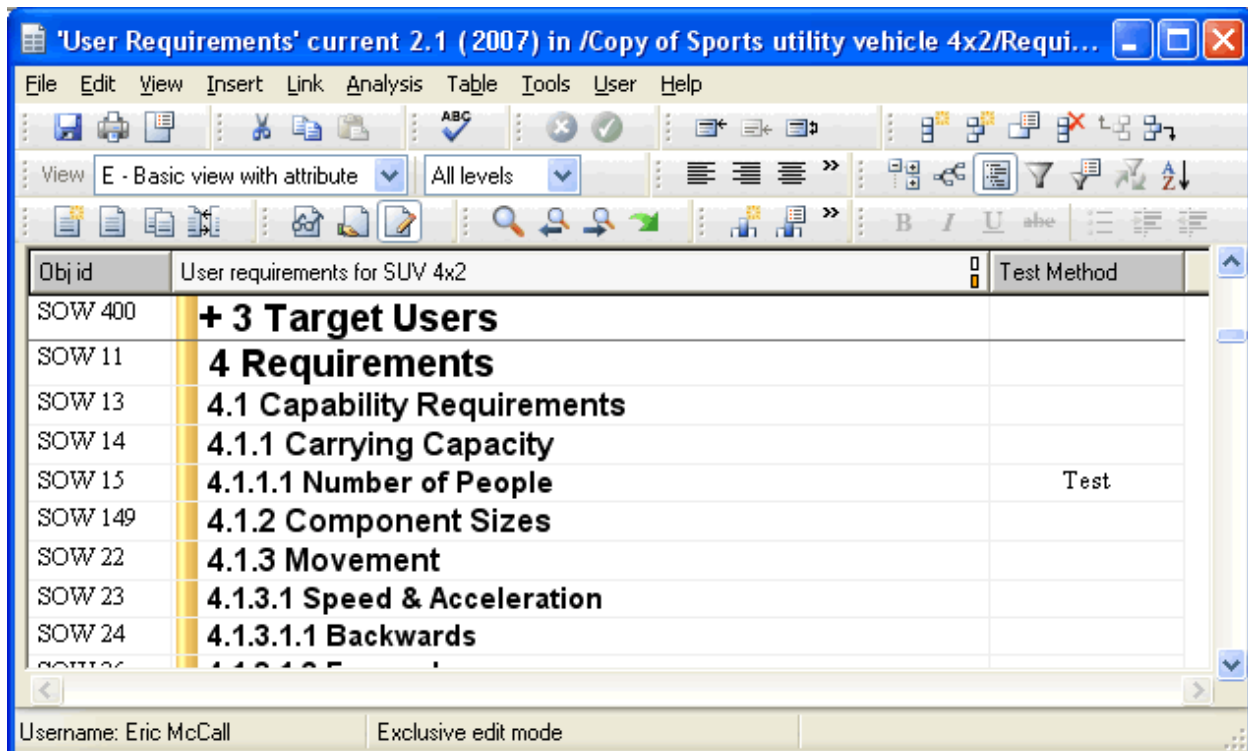 'User Requirements' current 2.1 (2007) in /Copy of Sports utility vehicle 4x2/Requi...
File Edit View Insert Link Analysis Table Tools User Help
ABC
View E - Basic view with attribute All levels
A Z
B I U abc
Obj id User requirements for SUV 4x2 Test Method
SOW 400 + 3 Target Users
SOW 11 4 Requirements
SOW 13 4.1 Capability Requirements
SOW 14 4.1.1 Carrying Capacity
SOW 15 4.1.1.1 Number of People Test
SOW 149 4.1.2 Component Sizes
SOW 22 4.1.3 Movement
SOW 23 4.1.3.1 Speed & Acceleration
SOW 24 4.1.3.1.1 Backwards
Username: Eric McCall Exclusive edit mode